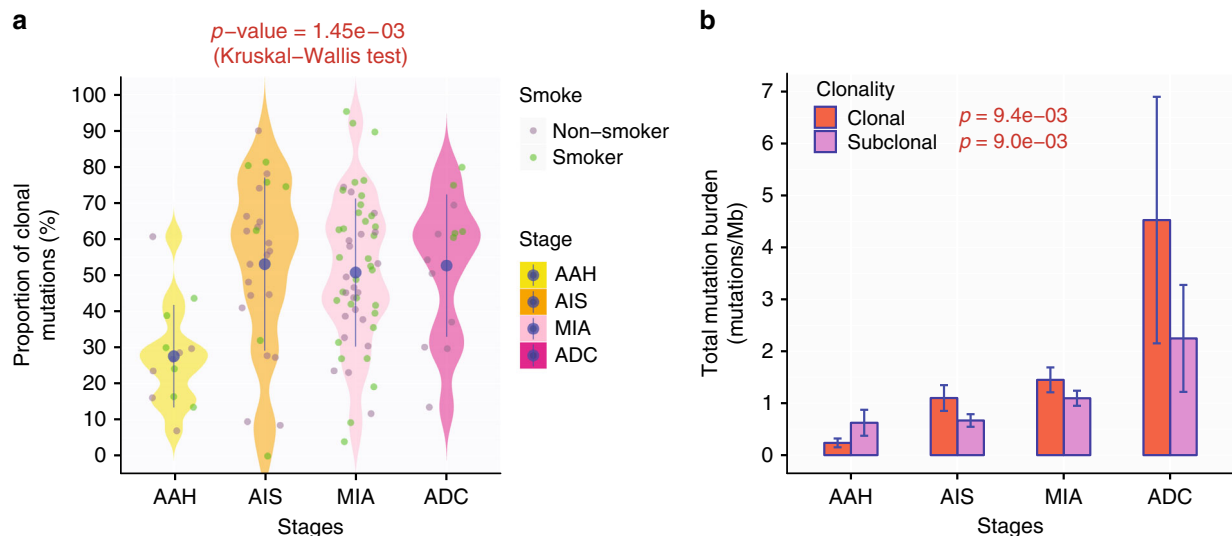 a
p−value = 1.45e−03
(Kruskal−Wallis test)
Proportion of clonal
mutations (%)
100
90
80
70
60
50
40
30
20
10
0
AAH AIS MIA ADC
Stages
Smoke
Non−smoker
Smoker
Stage
AAH
AIS
MIA
ADC
b
Total mutation burden
(mutations/Mb)
7
6
5
4
3
2
1
0
Clonality
Clonal p = 9.4e−03
Subclonal p = 9.0e−03
AAH AIS MIA ADC
Stages